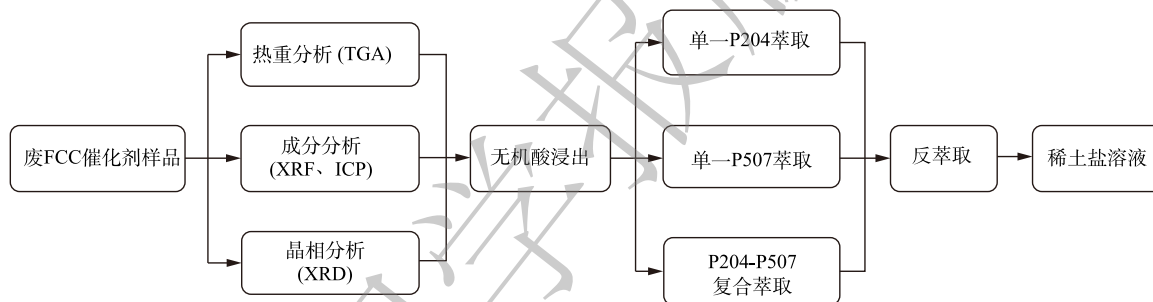 废FCC催化剂样品
热重分析 (TGA)
成分分析
(XRF、ICP)
晶相分析
(XRD)
无机酸浸出
单一P204萃取
单一P507萃取
P204-P507
复合萃取
反萃取
稀土盐溶液
学报